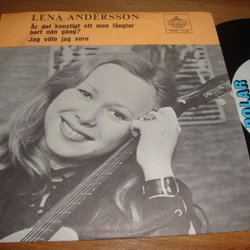 LENA ANDERSSON
Är det konstigt att man längtar
bort nån gång?
Jag ville jag vore
POLAR